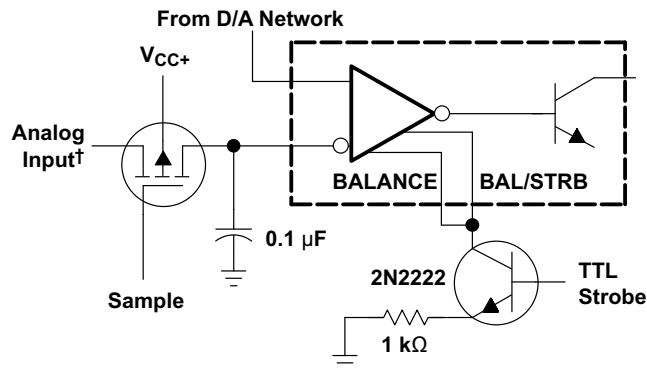 From D/A Network
VCC+
Analog
Input†
BALANCE
BAL/STRB
0.1 µF
2N2222
TTL
Strobe
Sample
1 kΩ